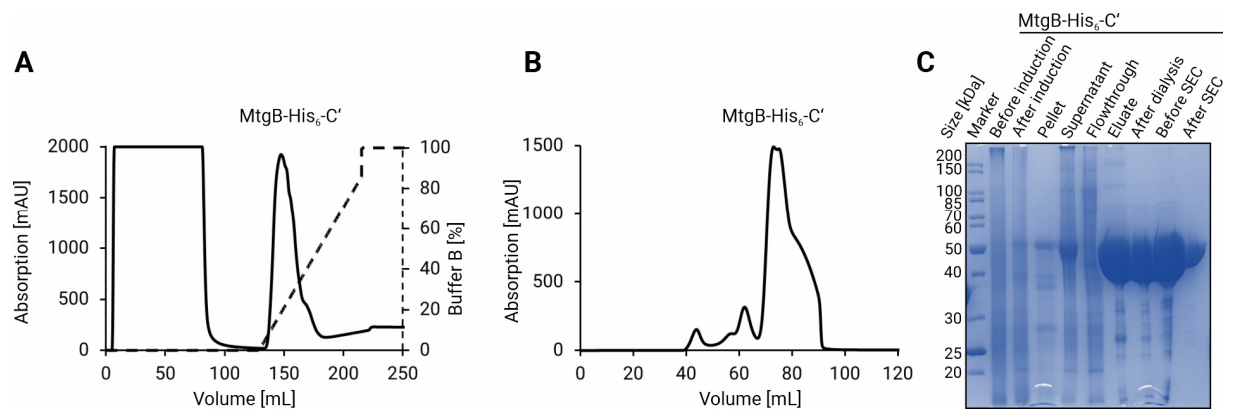 A
MtgB-His6-C‘
2000
1500
1000
500
0
Absorption [mAU]
100
80
60
40
20
0
Buffer B [%]
0 50 100 150 200 250
Volume [mL]
B
MtgB-His6-C‘
1500
1000
500
0
Absorption [mAU]
0 20 40 60 80 100 120
Volume [mL]
C
MtgB-His6-C‘
Size [kDa]
Marker
Before induction
After induction
Pellet
Supernatant
Flowthrough
Eluate
After dialysis
Before SEC
After SEC
200
150
100
85
70
60
50
40
30
25
20